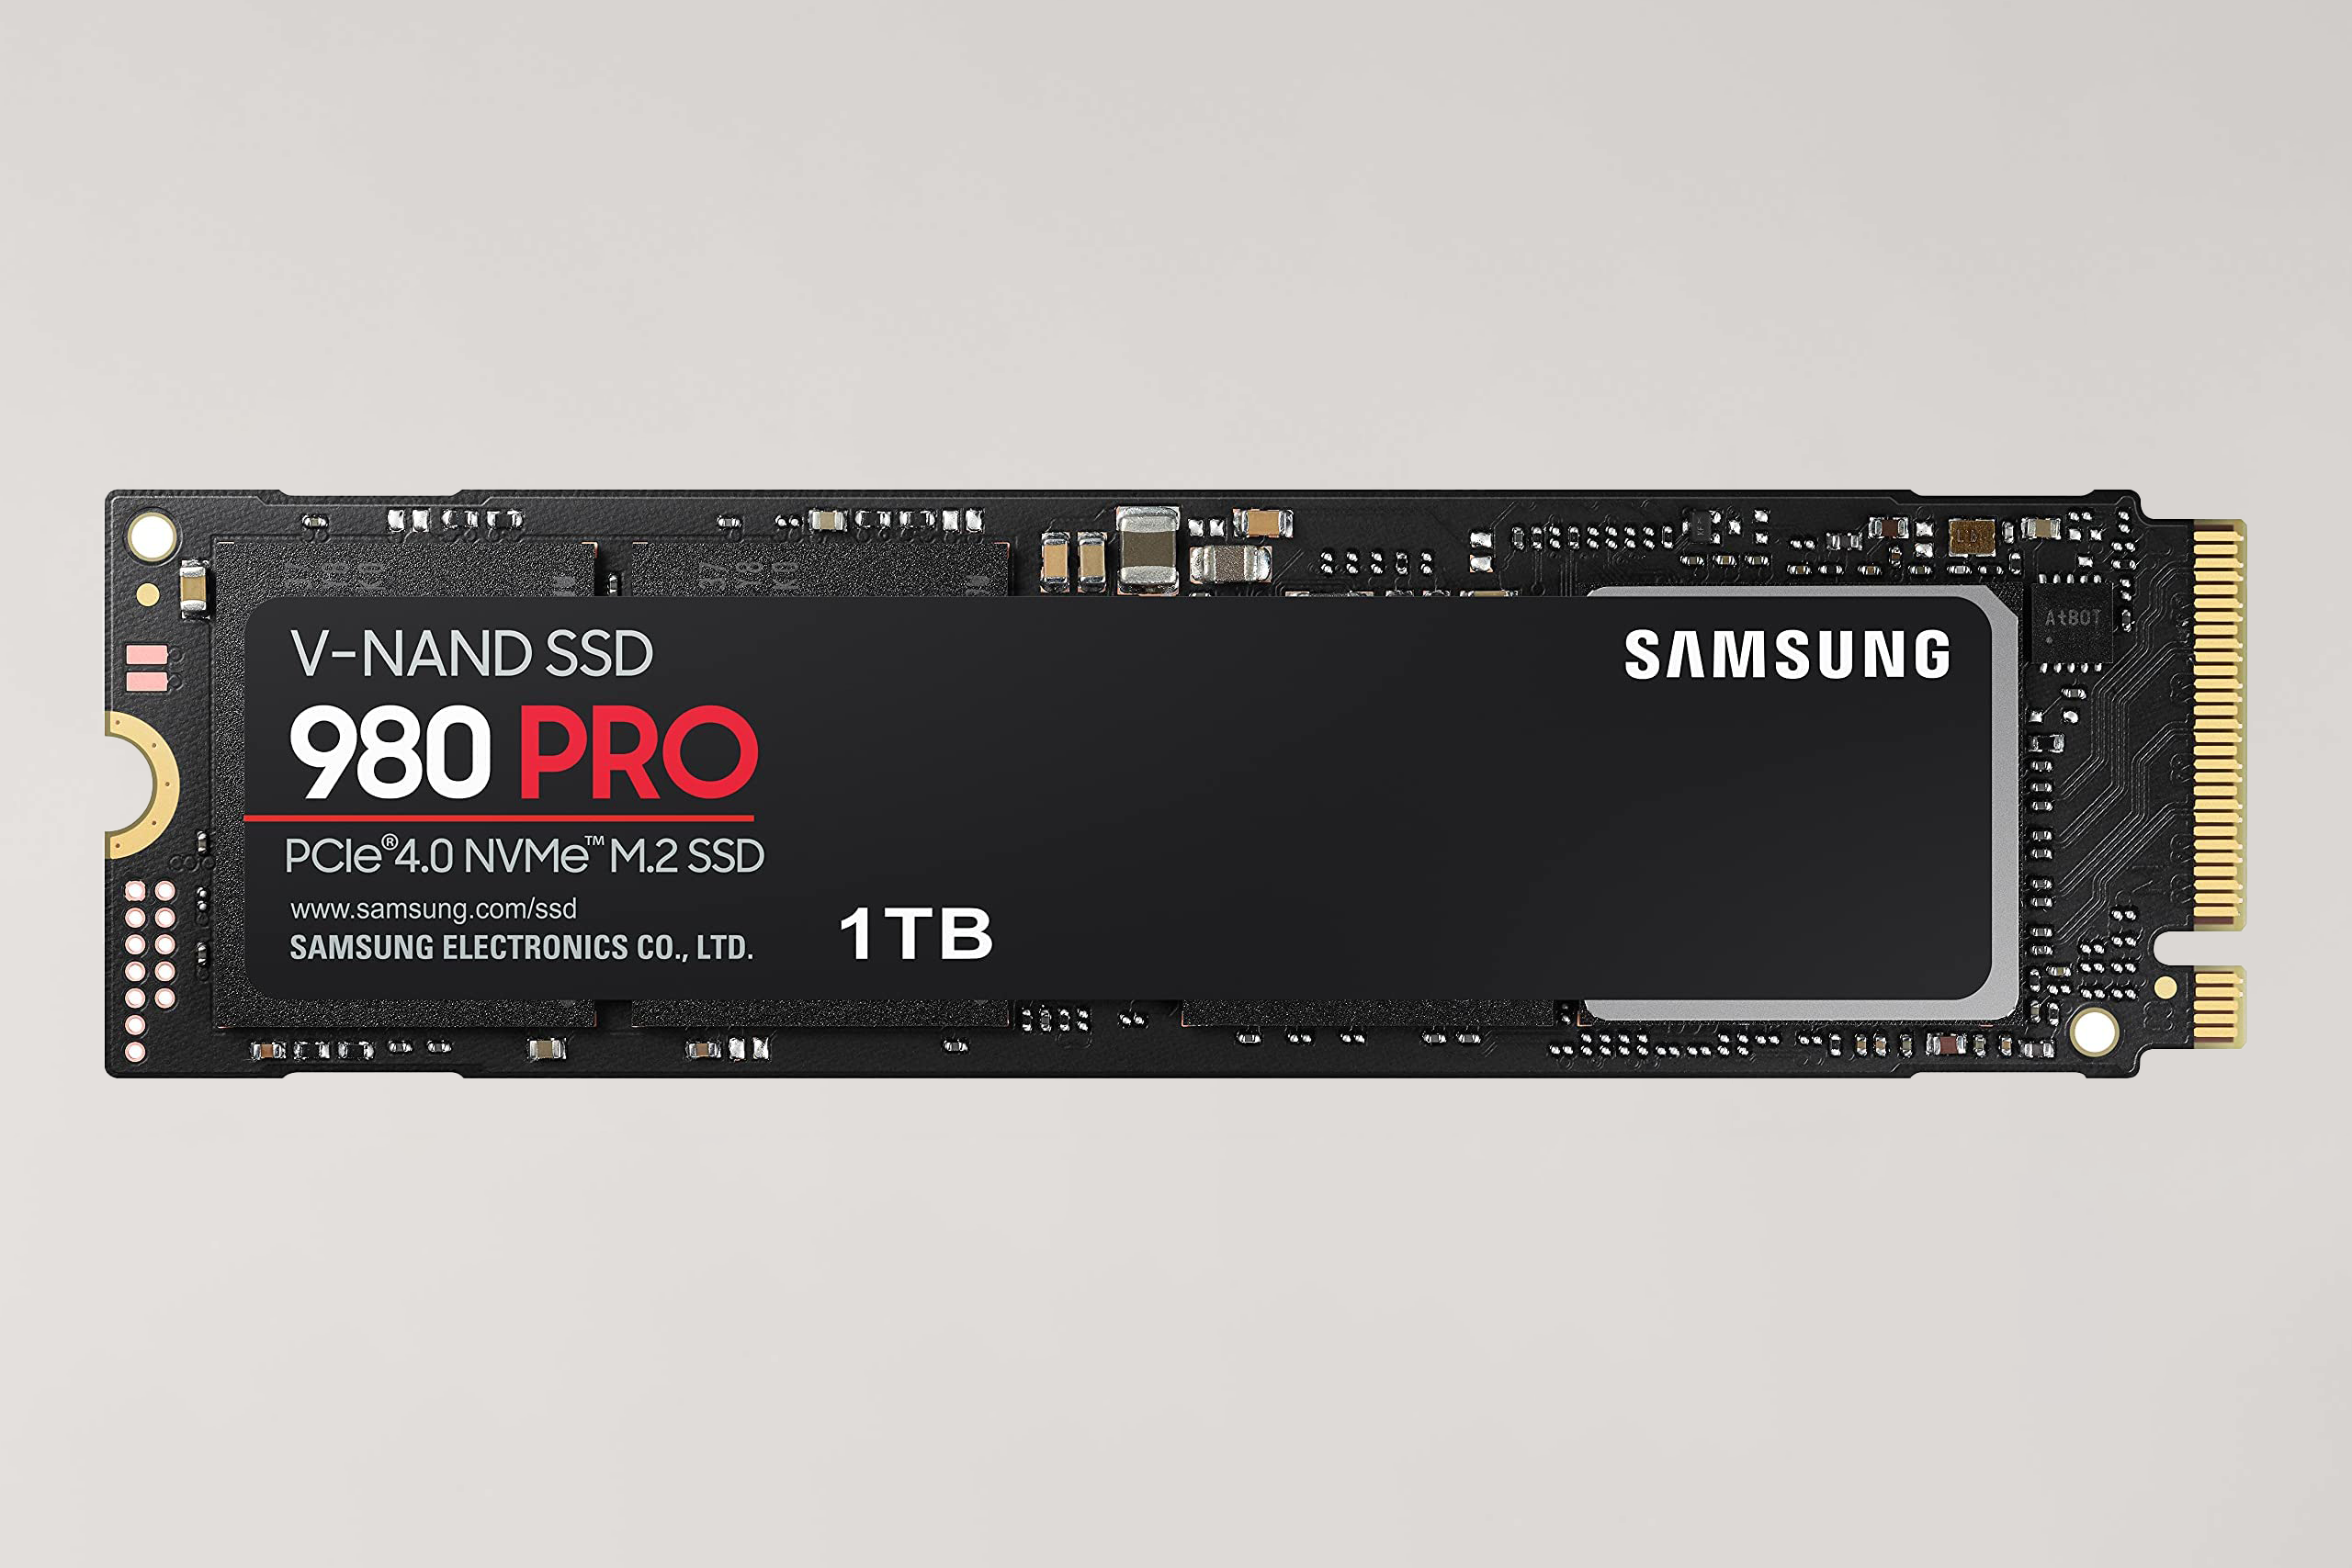 V-NAND SSD
SAMSUNG
980 PRO
PCIe®4.0 NVMe™ M.2 SSD
www.samsung.com/ssd
SAMSUNG ELECTRONICS CO., LTD.
1TB
AtBOT